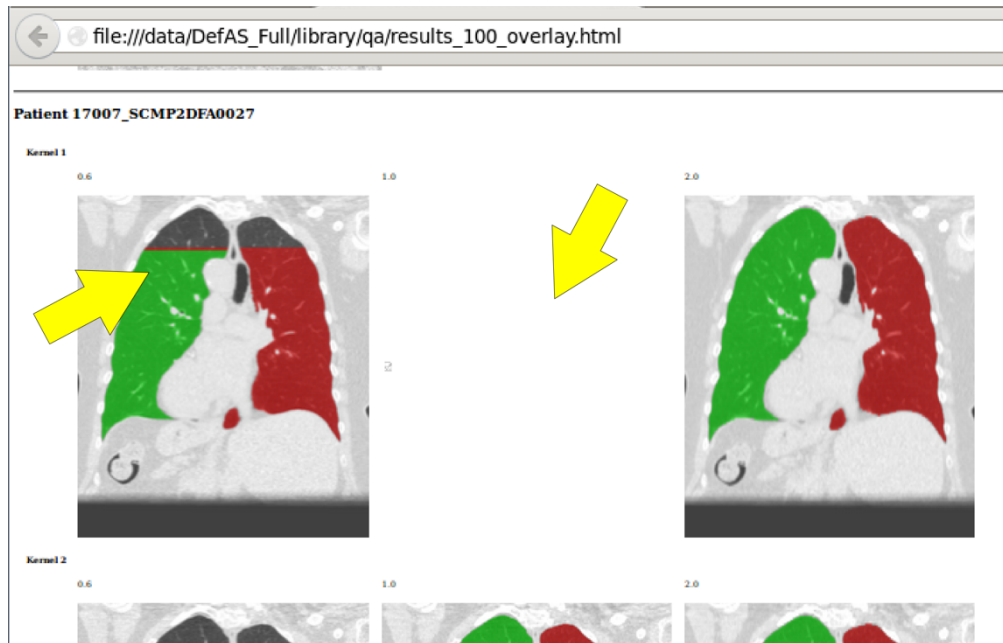 file:///data/DefAS_Full/library/qa/results_100_overlay.html
Patient 17007_SCMP2DFA0027
Kernel 1
0.6 1.0 2.0
Kernel 2
0.6 1.0 2.0